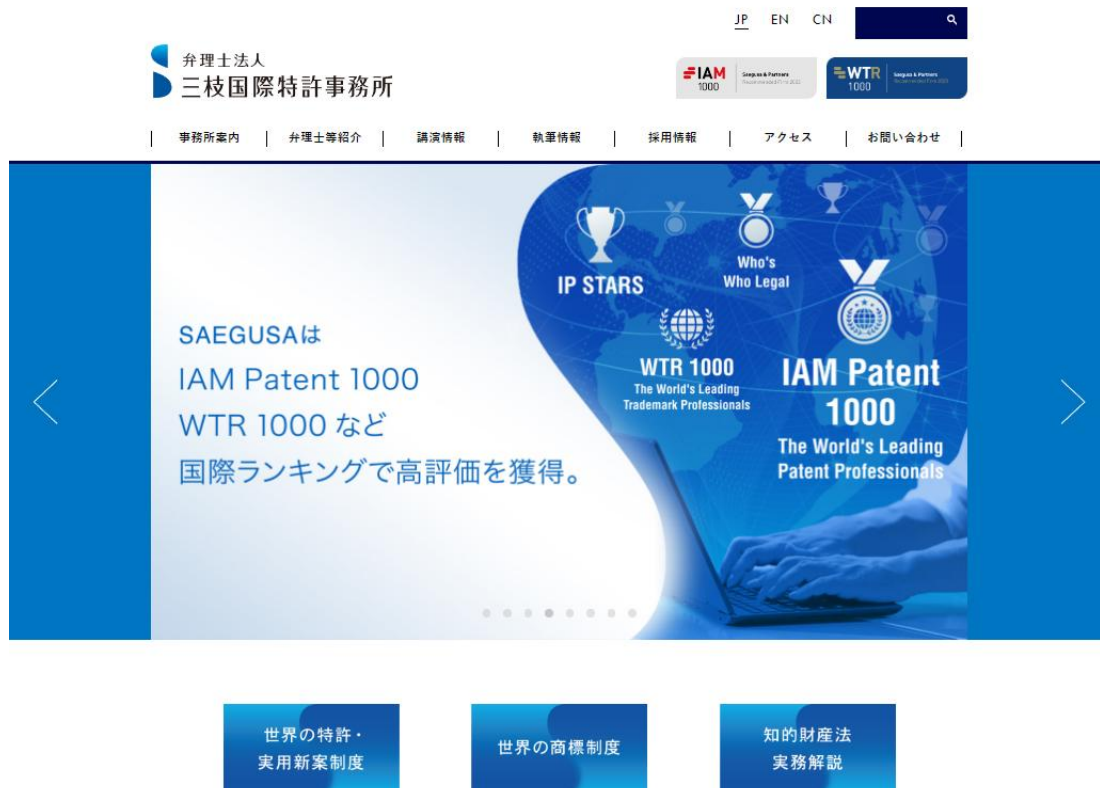 JP EN CN
弁理士法人
三枝国際特許事務所
IAM
1000
Saegusa & Partners
WTR
1000
Saegusa & Partners
事務所案内
弁理士等紹介
講演情報
執筆情報
採用情報
アクセス
お問い合わせ
IP STARS
Who's
Who Legal
SAEGUSAは
IAM Patent 1000
WTR 1000 など
国際ランキングで高評価を獲得。
WTR 1000
The World's Leading
Trademark Professionals
IAM Patent
1000
The World's Leading
Patent Professionals
世界の特許・
実用新案制度
世界の商標制度
知的財産法
実務解説